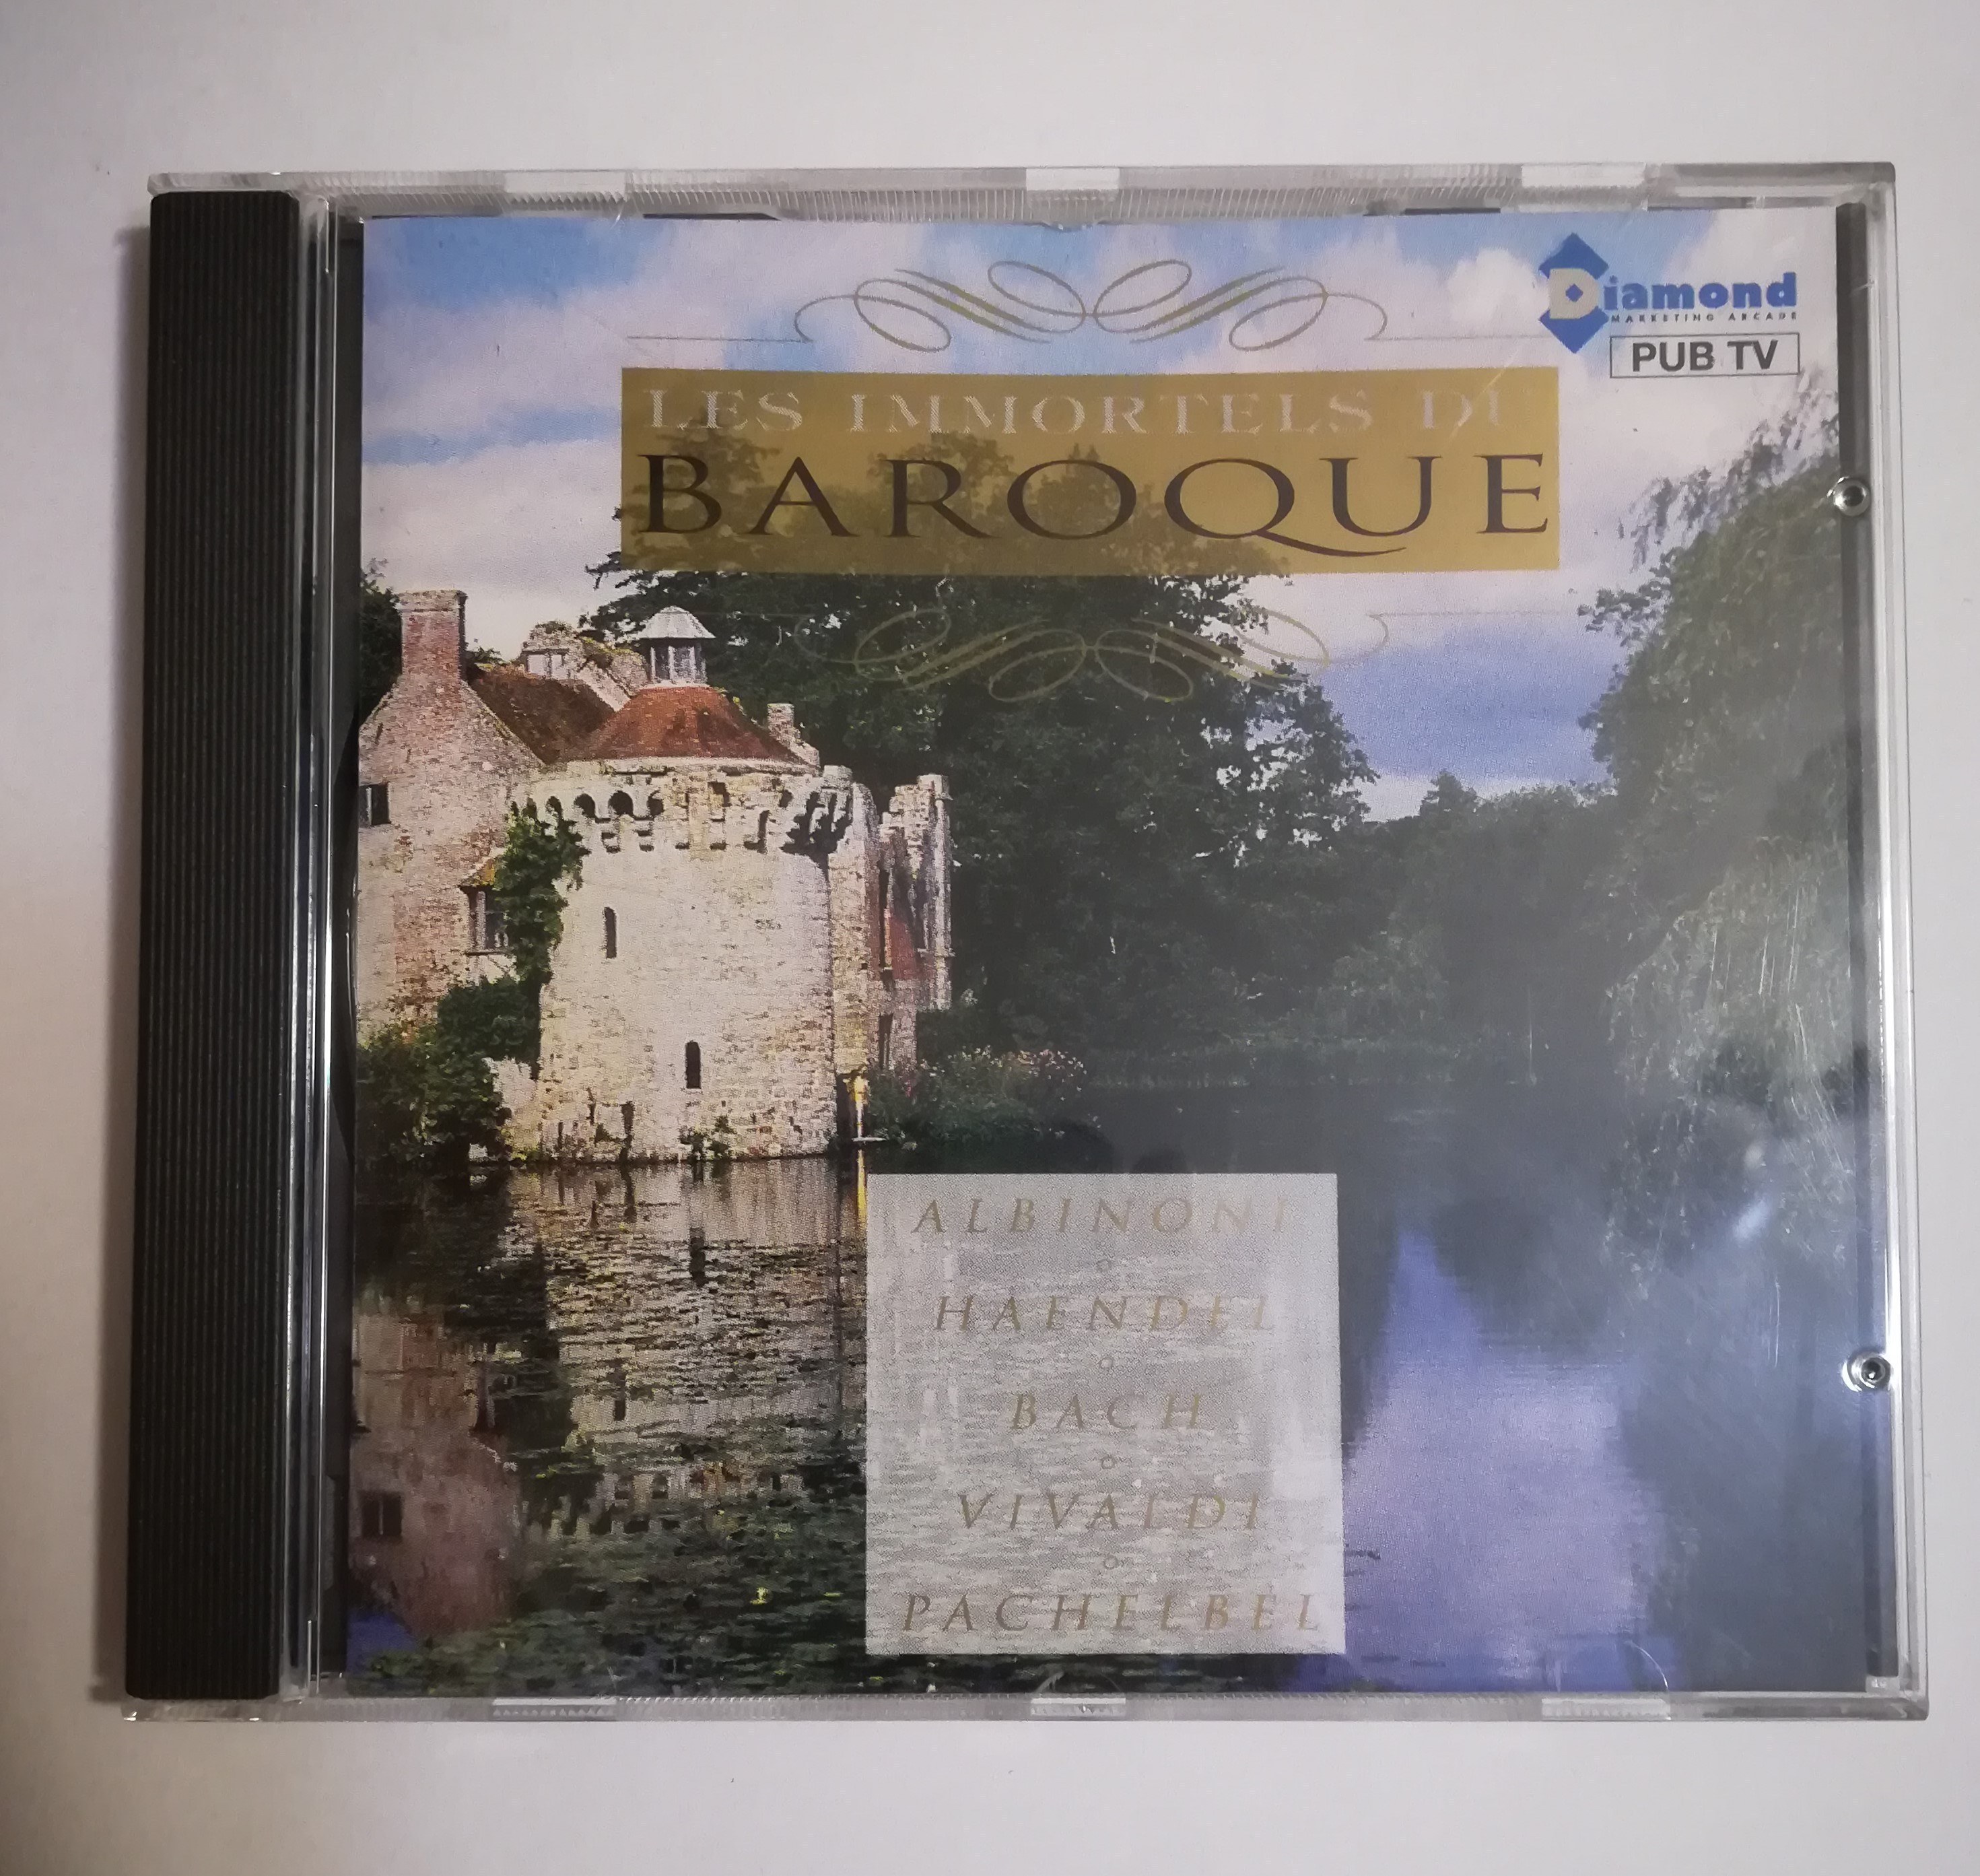 Diamond
MARKETING ARCADE
PUB TV
LES IMMORTELS DU
BAROQUE
ALBINONI
HAENDEL
BACH
VIVALDI
PACHELBEL